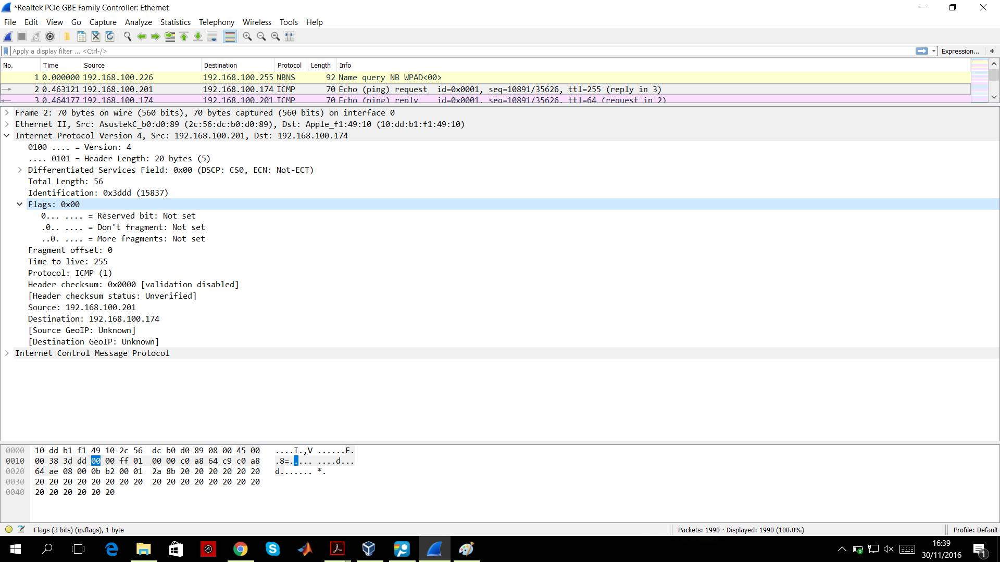 *Realtek PCIe GBE Family Controller: Ethernet
File Edit View Go Capture Analyze Statistics Telephony Wireless Tools Help
Apply a display filter ... <Ctrl-/> Expression... +
No. Time Source Destination Protocol Length Info
1 0.000000 192.168.100.226 192.168.100.255 NBNS 92 Name query NB WPAD<00>
2 0.463121 192.168.100.201 192.168.100.174 ICMP 70 Echo (ping) request id=0x0001, seq=10891/35626, ttl=255 (reply in 3)
3 0.464177 192.168.100.174 192.168.100.201 ICMP 70 Echo (ping) reply id=0x0001, seq=10891/35626, ttl=64 (request in 2)
Frame 2: 70 bytes on wire (560 bits), 70 bytes captured (560 bits) on interface 0
Ethernet II, Src: AsustekC_b0:d0:89 (2c:56:dc:b0:d0:89), Dst: Apple_f1:49:10 (10:dd:b1:f1:49:10)
Internet Protocol Version 4, Src: 192.168.100.201, Dst: 192.168.100.174
0100 .... = Version: 4
.... 0101 = Header Length: 20 bytes (5)
Differentiated Services Field: 0x00 (DSCP: CS0, ECN: Not-ECT)
Total Length: 56
Identification: 0x3ddd (15837)
Flags: 0x00
0... .... = Reserved bit: Not set
.0.. .... = Don't fragment: Not set
..0. .... = More fragments: Not set
Fragment offset: 0
Time to live: 255
Protocol: ICMP (1)
Header checksum: 0x0000 [validation disabled]
[Header checksum status: Unverified]
Source: 192.168.100.201
Destination: 192.168.100.174
[Source GeoIP: Unknown]
[Destination GeoIP: Unknown]
Internet Control Message Protocol
0000 10 dd b1 f1 49 10 2c 56 dc b0 d0 89 08 00 45 00 ....I.,V ......E.
0010 00 38 3d dd 00 00 ff 01 00 00 c0 a8 64 c9 c0 a8 .8=..... ....d...
0020 64 ae 08 00 0b b2 00 01 2a 8b 20 20 20 20 20 20 d....... *.
0030 20 20 20 20 20 20 20 20 20 20 20 20 20 20 20 20
0040 20 20 20 20 20 20
Flags (3 bits) (ip.flags), 1 byte Packets: 1990 · Displayed: 1990 (100.0%) Profile: Default
16:39
30/11/2016
1